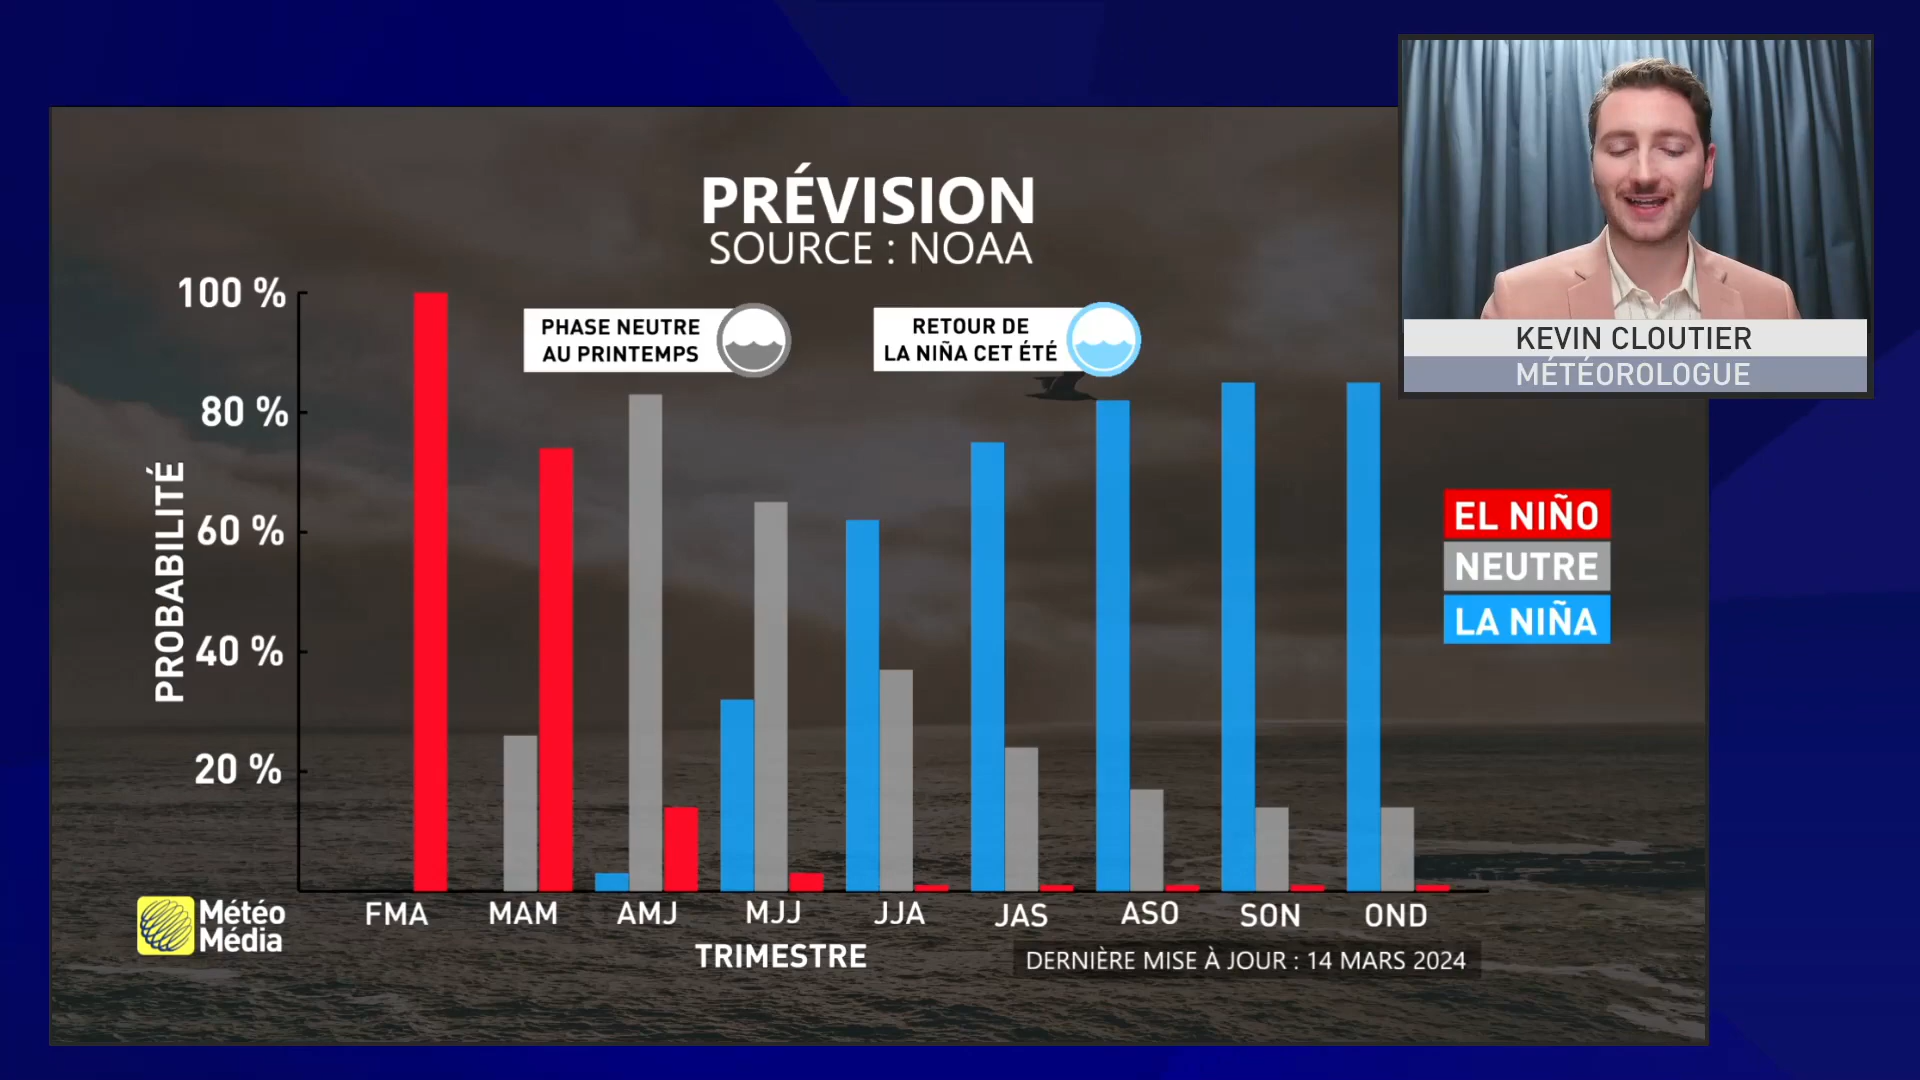 PRÉVISION
SOURCE : NOAA
KEVIN CLOUTIER
MÉTÉOROLOGUE
PHASE NEUTRE
AU PRINTEMPS
RETOUR DE
LA NIÑA CET ÉTÉ
PROBABILITÉ
100 %
80 %
60 %
40 %
20 %
EL NIÑO
NEUTRE
LA NIÑA
FMA MAM AMJ MJJ JJA JAS ASO SON OND
TRIMESTRE
Météo
Média
DERNIÈRE MISE À JOUR : 14 MARS 2024